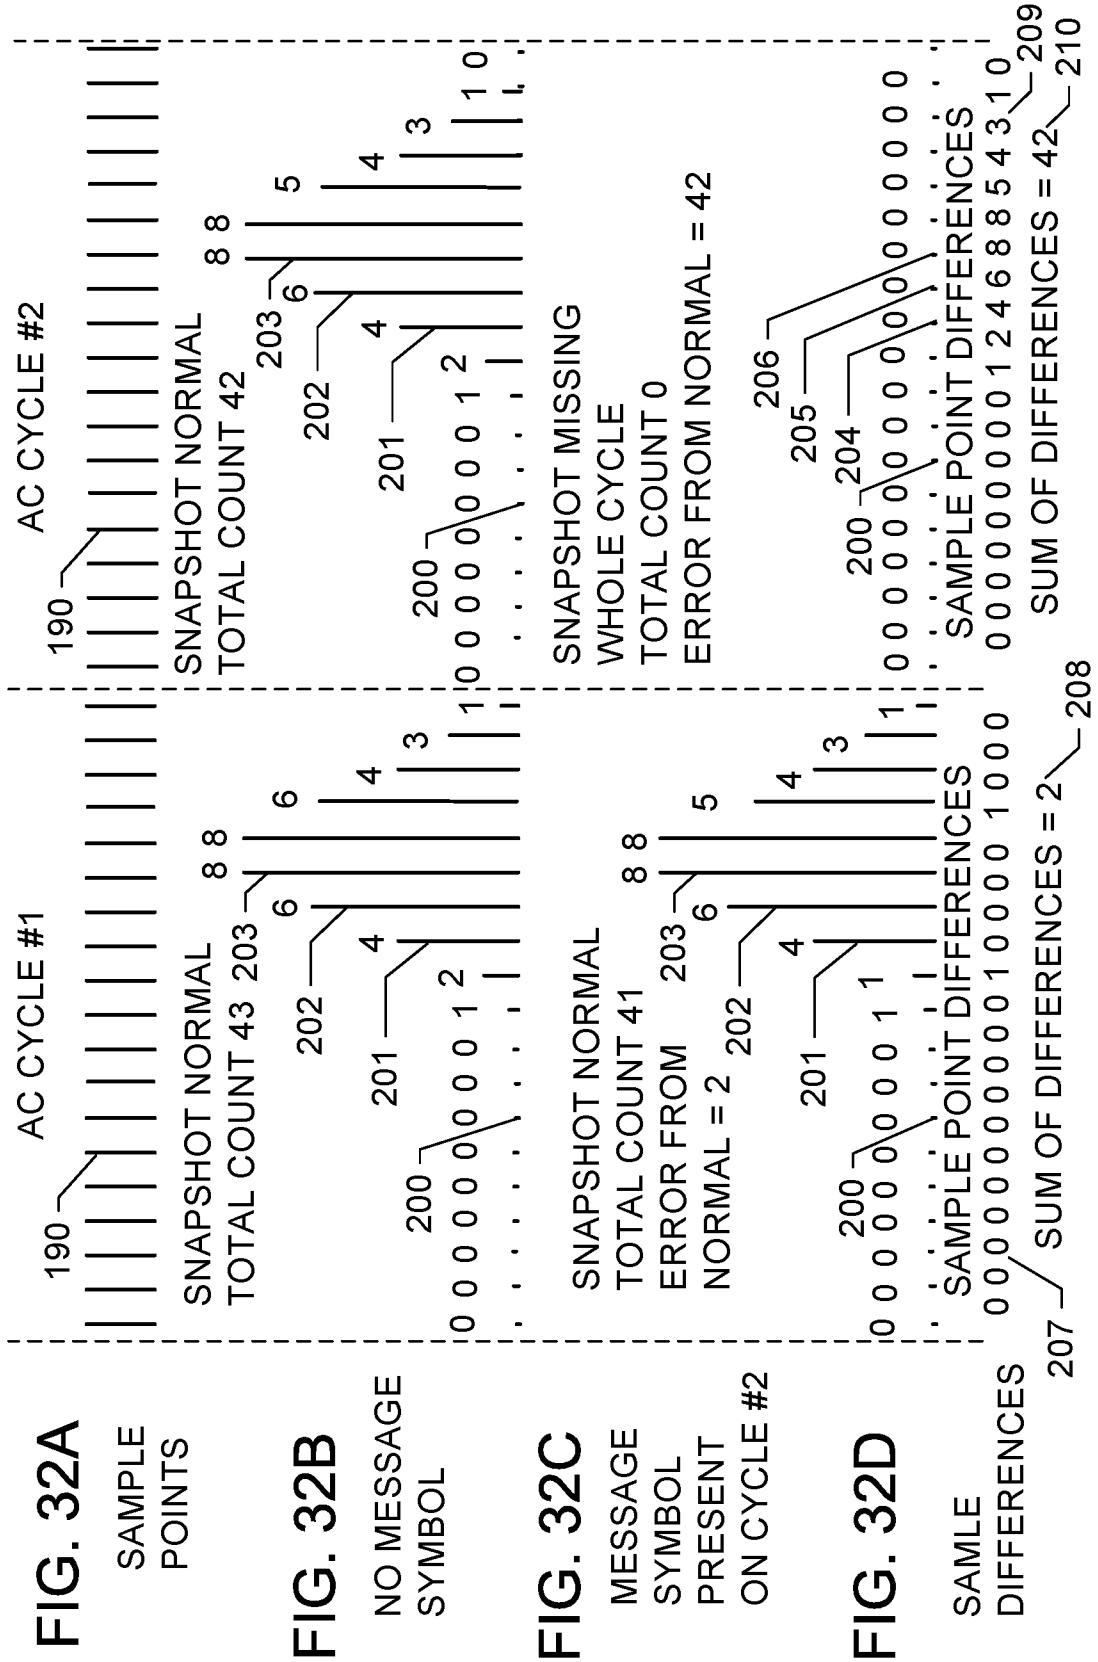 FIG. 32A
SAMPLE
POINTS
AC CYCLE #1
190
AC CYCLE #2
190
FIG. 32B
NO MESSAGE
SYMBOL
SNAPSHOT NORMAL
TOTAL COUNT 43
203
202
201
200
0 0 0 0 0 0 0 0 0 1 2 4 6 8 8 6 4 3 1
SNAPSHOT NORMAL
TOTAL COUNT 42
203
202
201
200
0 0 0 0 0 0 0 0 1 2 4 6 8 8 5 4 3 1 0
FIG. 32C
MESSAGE
SYMBOL
PRESENT
ON CYCLE #2
SNAPSHOT NORMAL
TOTAL COUNT 41
ERROR FROM
NORMAL = 2
203
202
201
200
0 0 0 0 0 0 0 0 0 1 1 4 6 8 8 5 4 3 1
SNAPSHOT MISSING
WHOLE CYCLE
TOTAL COUNT 0
ERROR FROM NORMAL = 42
206
205
204
200
0 0 0 0 0 0 0 0 0 0 0 0 0 0 0 0 0 0 0
FIG. 32D
SAMLE
DIFFERENCES
SAMPLE POINT DIFFERENCES
0 0 0 0 0 0 0 0 0 0 1 0 0 0 0 1 0 0 0
207
SUM OF DIFFERENCES = 2
208
SAMPLE POINT DIFFERENCES
0 0 0 0 0 0 0 0 1 2 4 6 8 8 5 4 3 1 0
209
SUM OF DIFFERENCES = 42
210